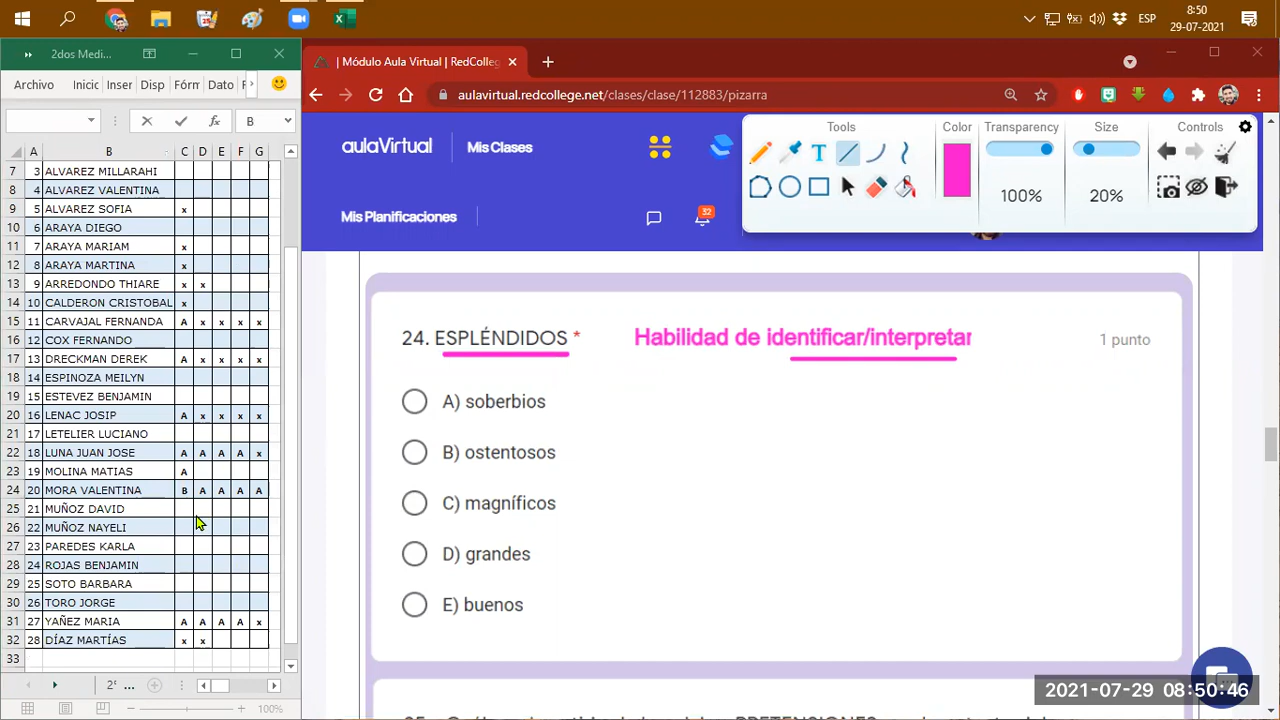 8:50
ESP
29-07-2021
2dos Medi...
| Módulo Aula Virtual | RedColleg
Archivo Inicio Inser Disp Fórm Dato
aulavirtual.redcollege.net/clases/clase/112883/pizarra
B
aulaVirtual
Mis Clases
Mis Planificaciones
32
Tools Color Transparency Size Controls
100% 20%
A B C D E F G
7 3 ALVAREZ MILLARAHI
8 4 ALVAREZ VALENTINA
9 5 ALVAREZ SOFIA x
10 6 ARAYA DIEGO
11 7 ARAYA MARIAM x
12 8 ARAYA MARTINA x
13 9 ARREDONDO THIARE x x
14 10 CALDERON CRISTOBAL x
15 11 CARVAJAL FERNANDA A x x x x
16 12 COX FERNANDO
17 13 DRECKMAN DEREK A x x x x
18 14 ESPINOZA MEILYN
19 15 ESTEVEZ BENJAMIN
20 16 LENAC JOSIP A x x x x
21 17 LETELIER LUCIANO
22 18 LUNA JUAN JOSE A A A A x
23 19 MOLINA MATIAS A
24 20 MORA VALENTINA B A A A A
25 21 MUÑOZ DAVID
26 22 MUÑOZ NAYELI
27 23 PAREDES KARLA
28 24 ROJAS BENJAMIN
29 25 SOTO BARBARA
30 26 TORO JORGE
31 27 YAÑEZ MARIA A A A A x
32 28 DÍAZ MARTÍAS x x
33
100%
24. ESPLÉNDIDOS *
Habilidad de identificar/interpretar
1 punto
A) soberbios
B) ostentosos
C) magníficos
D) grandes
E) buenos
2021-07-29 08:50:46